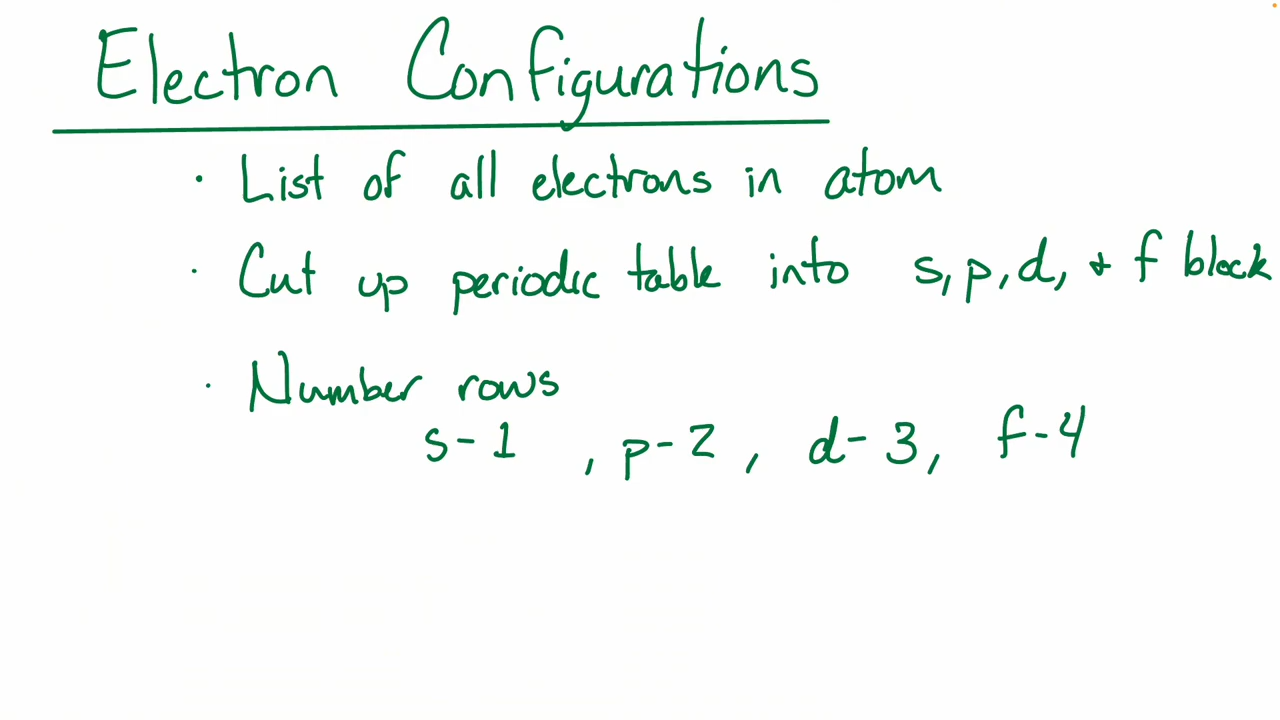 Electron Configurations
· List of all electrons in atom
· Cut up periodic table into s, p, d, + f block
· Number rows
s-1 , p-2 , d-3, f-4